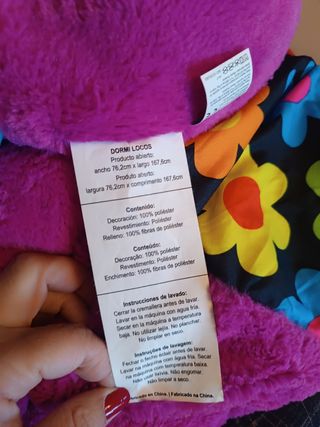 DORMI LOCOS
Producto abierto:
ancho 76,2cm x largo 167,6cm
Produto aberto:
largura 76,2cm x comprimento 167,6cm
Contenido:
Decoración: 100% poliéster
Revestimiento: Poliéster
Relleno: 100% fibras de poliéster
Conteúdo:
Decoração: 100% poliéster
Revestimento: Poliéster
Enchimento: 100% fibras de poliéster
Instrucciones de lavado:
Cerrar la cremallera antes de lavar.
Lavar en la máquina con agua fría.
Secar en la máquina a temperatura
baja. No utilizar lejía. No planchar.
No limpiar en seco.
Instruções de lavagem:
Fechar o fecho éclair antes de lavar.
Lavar na máquina com água fria.
Secar na máquina com temperatura baixa.
Não usar lixívia. Não engomar.
Não limpar a seco.
Fabricado en China. | Fabricado na China.